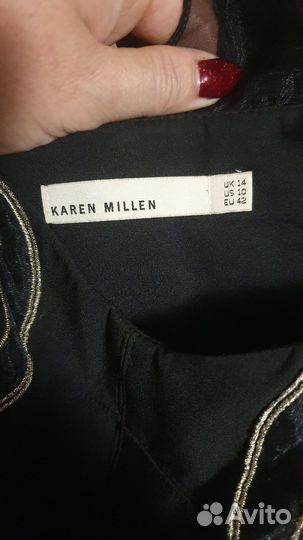 KAREN MILLEN
UK 14
US 10
EU 42
Avito